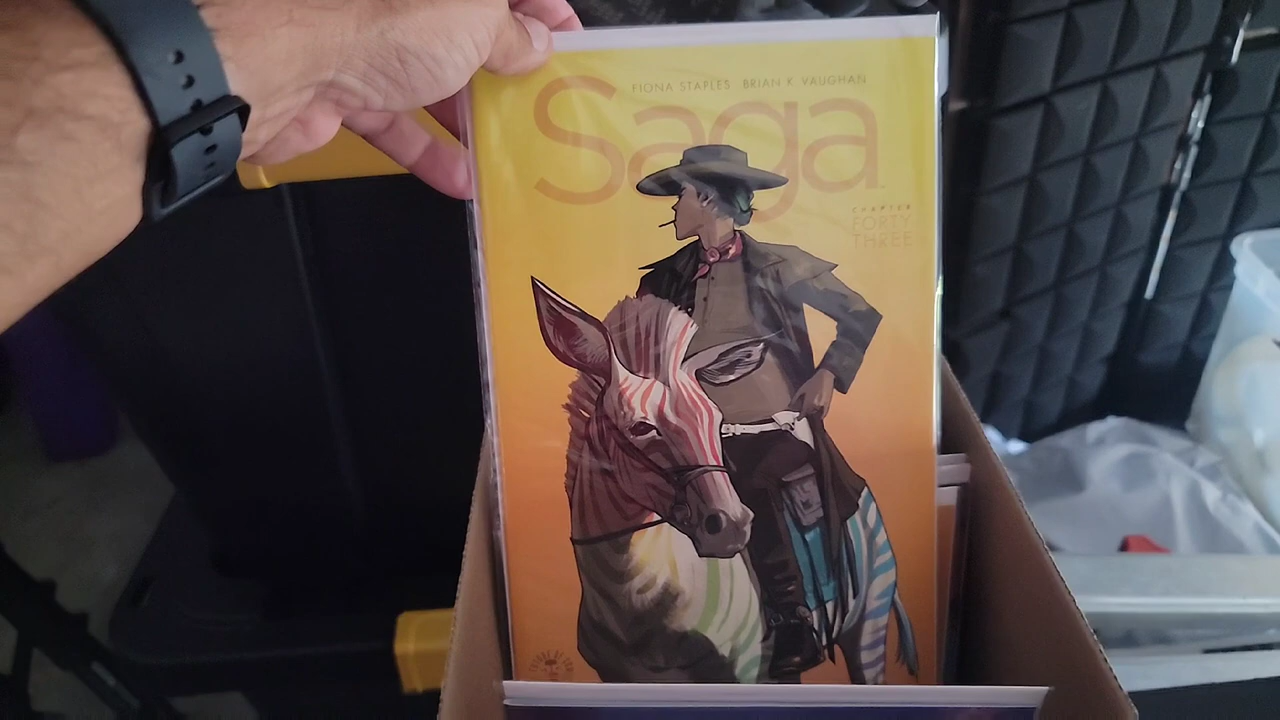 FIONA STAPLES BRIAN K VAUGHAN
Saga
CHAPTER
FORTY
THREE